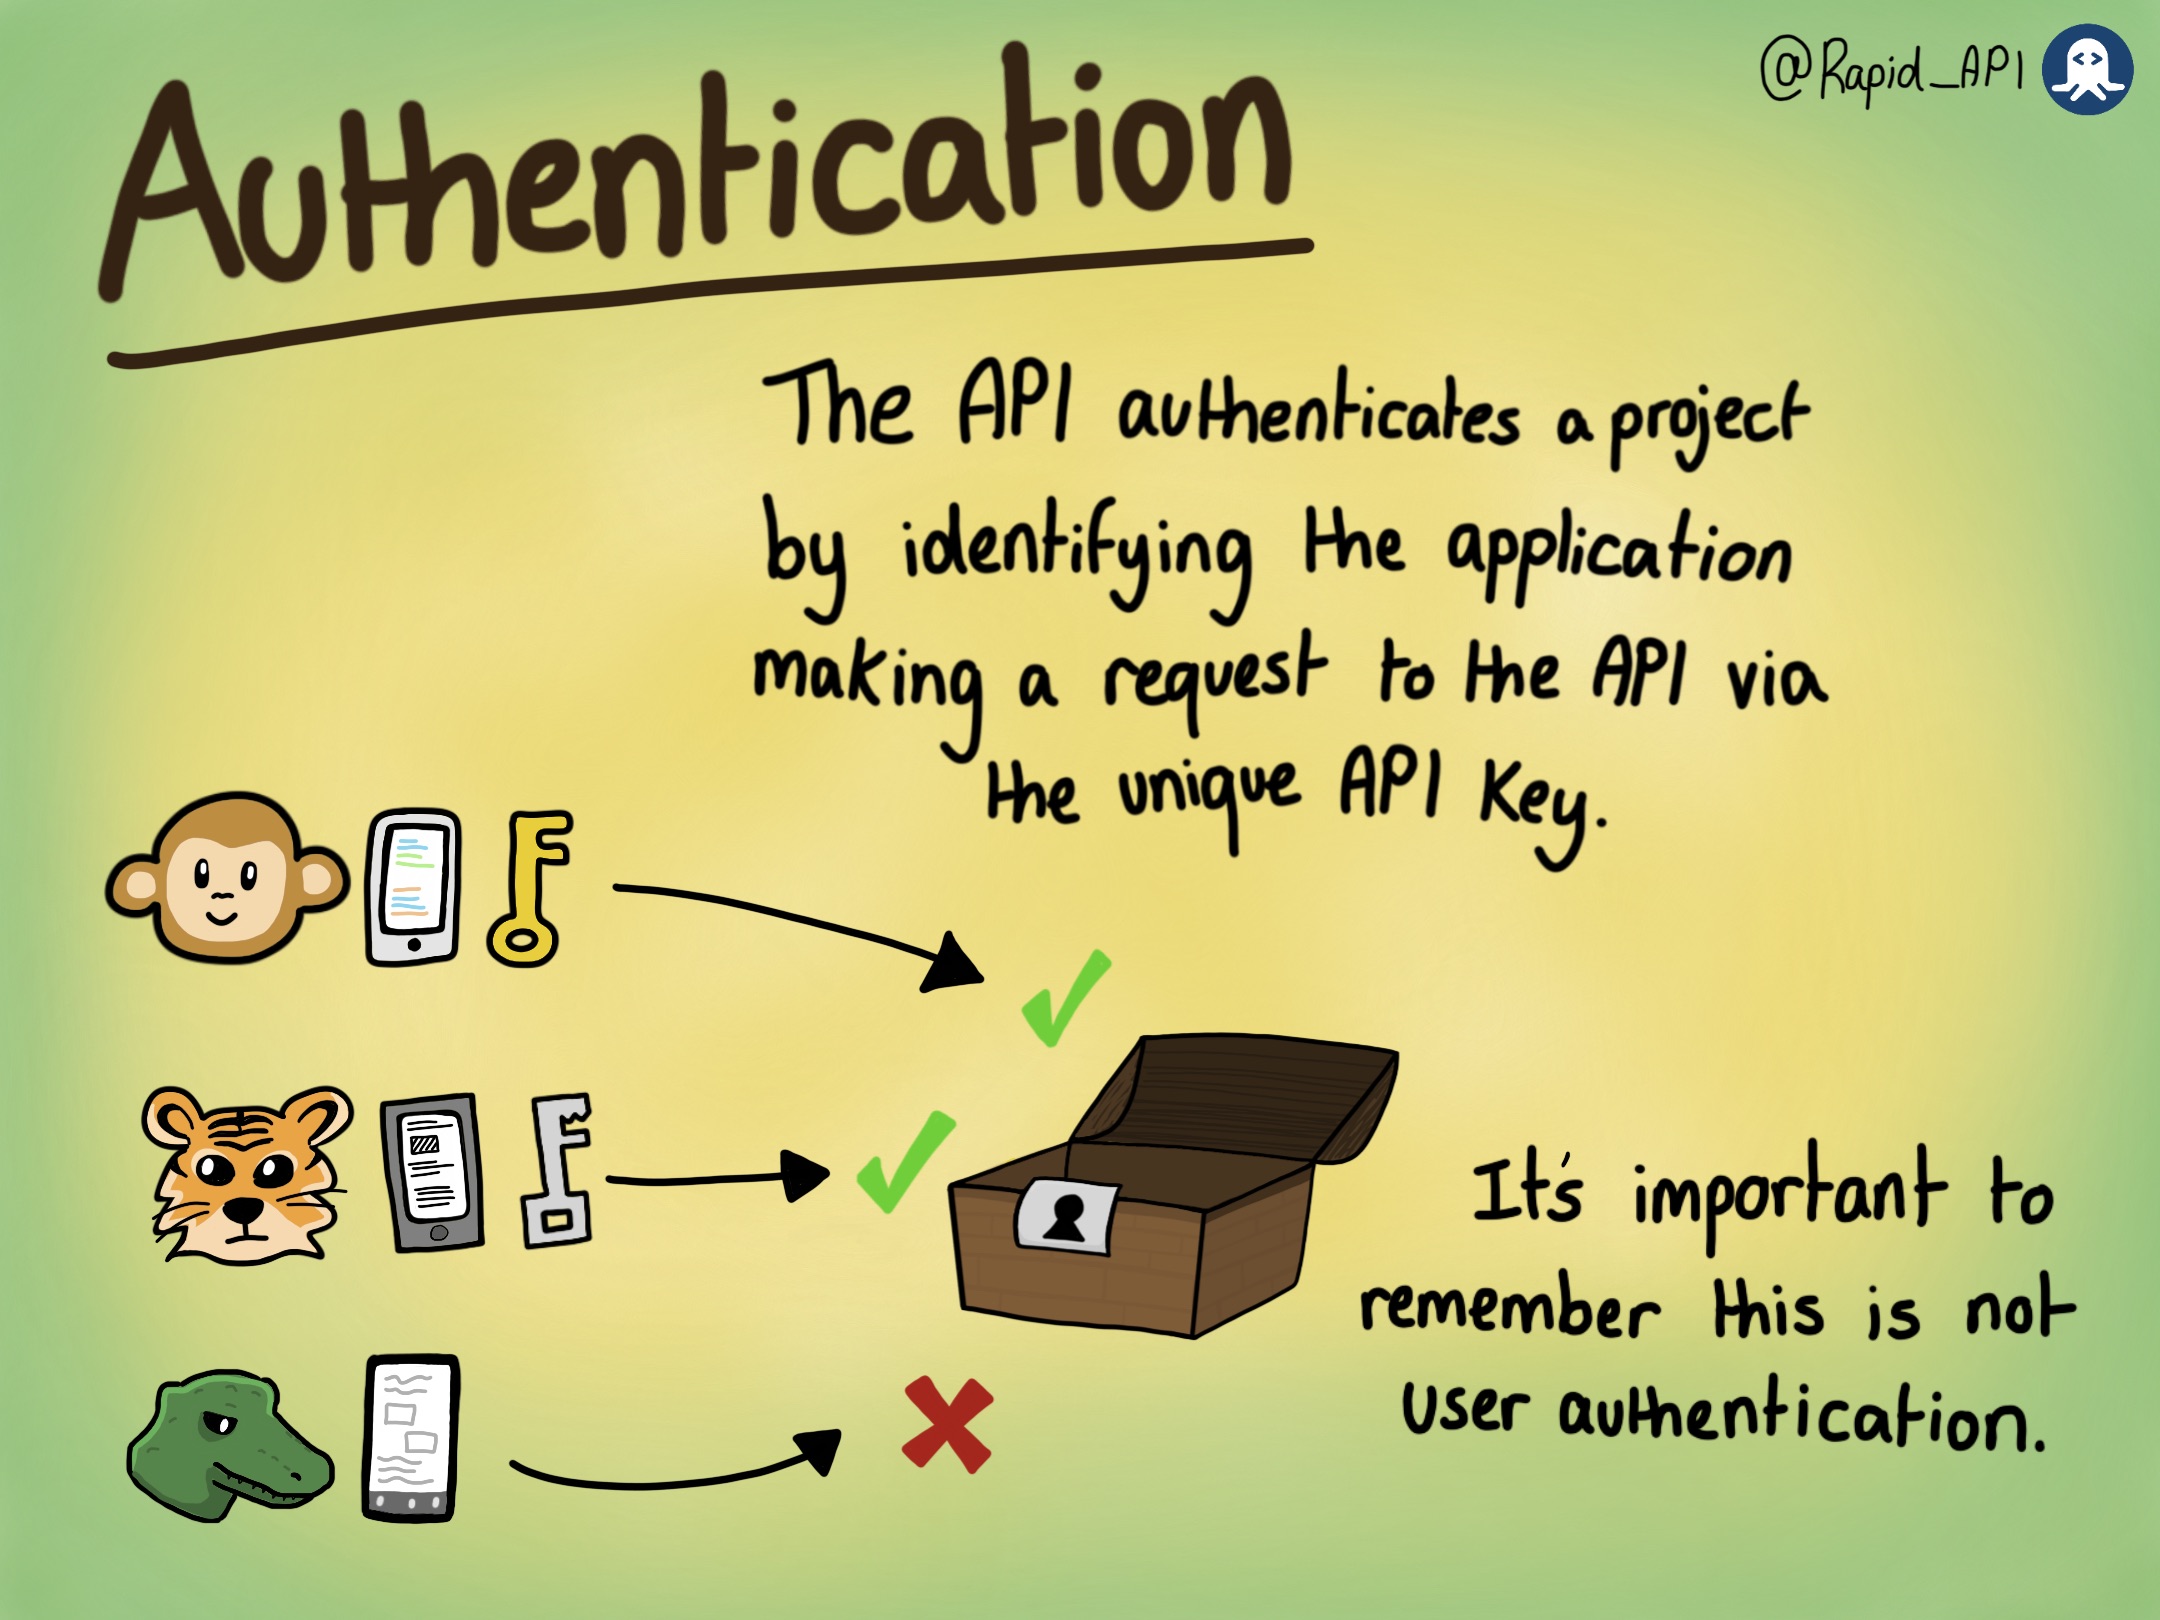 Authentication
@Rapid_API
The API authenticates a project
by identifying the application
making a request to the API via
the unique API Key.
It's important to
remember this is not
user authentication.